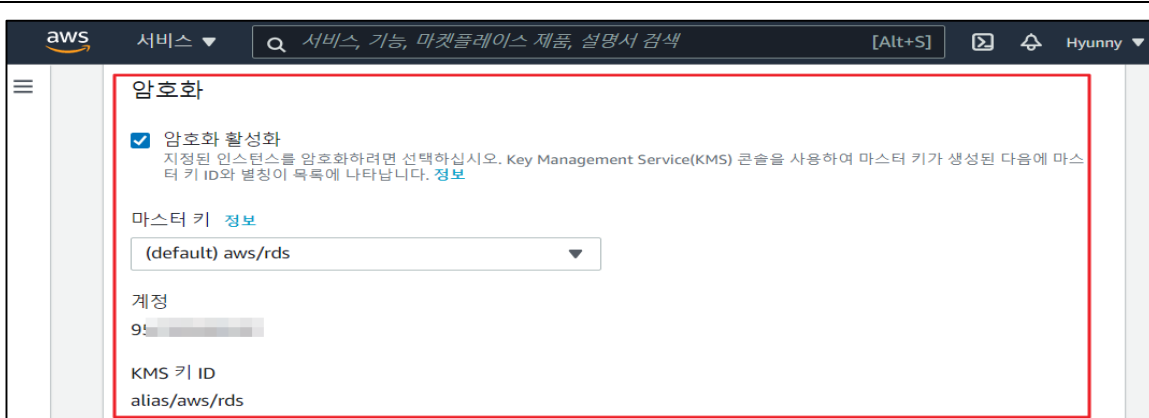 aws 서비스 ▼ 서비스, 기능, 마켓플레이스 제품, 설명서 검색 [Alt+S] Hyunny ▼
암호화
암호화 활성화
지정된 인스턴스를 암호화하려면 선택하십시오. Key Management Service(KMS) 콘솔을 사용하여 마스터 키가 생성된 다음에 마스
터 키 ID와 별칭이 목록에 나타납니다. 정보
마스터 키 정보
(default) aws/rds
계정
KMS 키 ID
alias/aws/rds